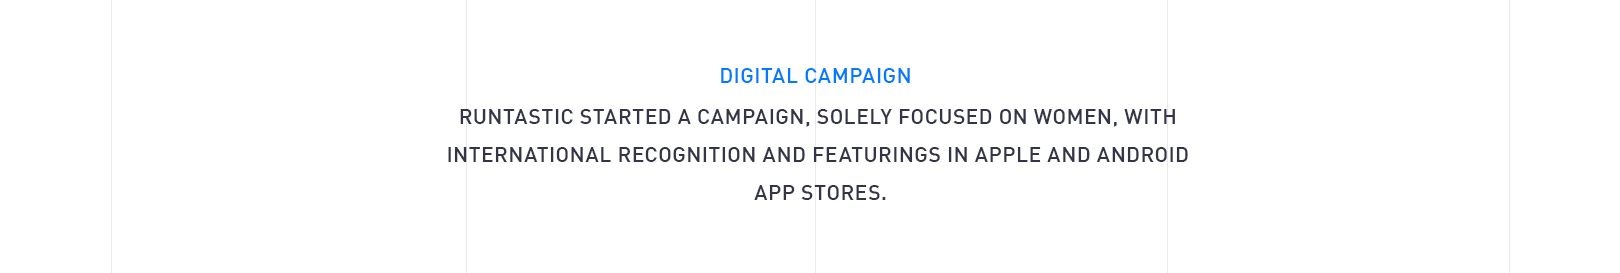 DIGITAL CAMPAIGN
RUNTASTIC STARTED A CAMPAIGN, SOLELY FOCUSED ON WOMEN, WITH
INTERNATIONAL RECOGNITION AND FEATURINGS IN APPLE AND ANDROID
APP STORES.